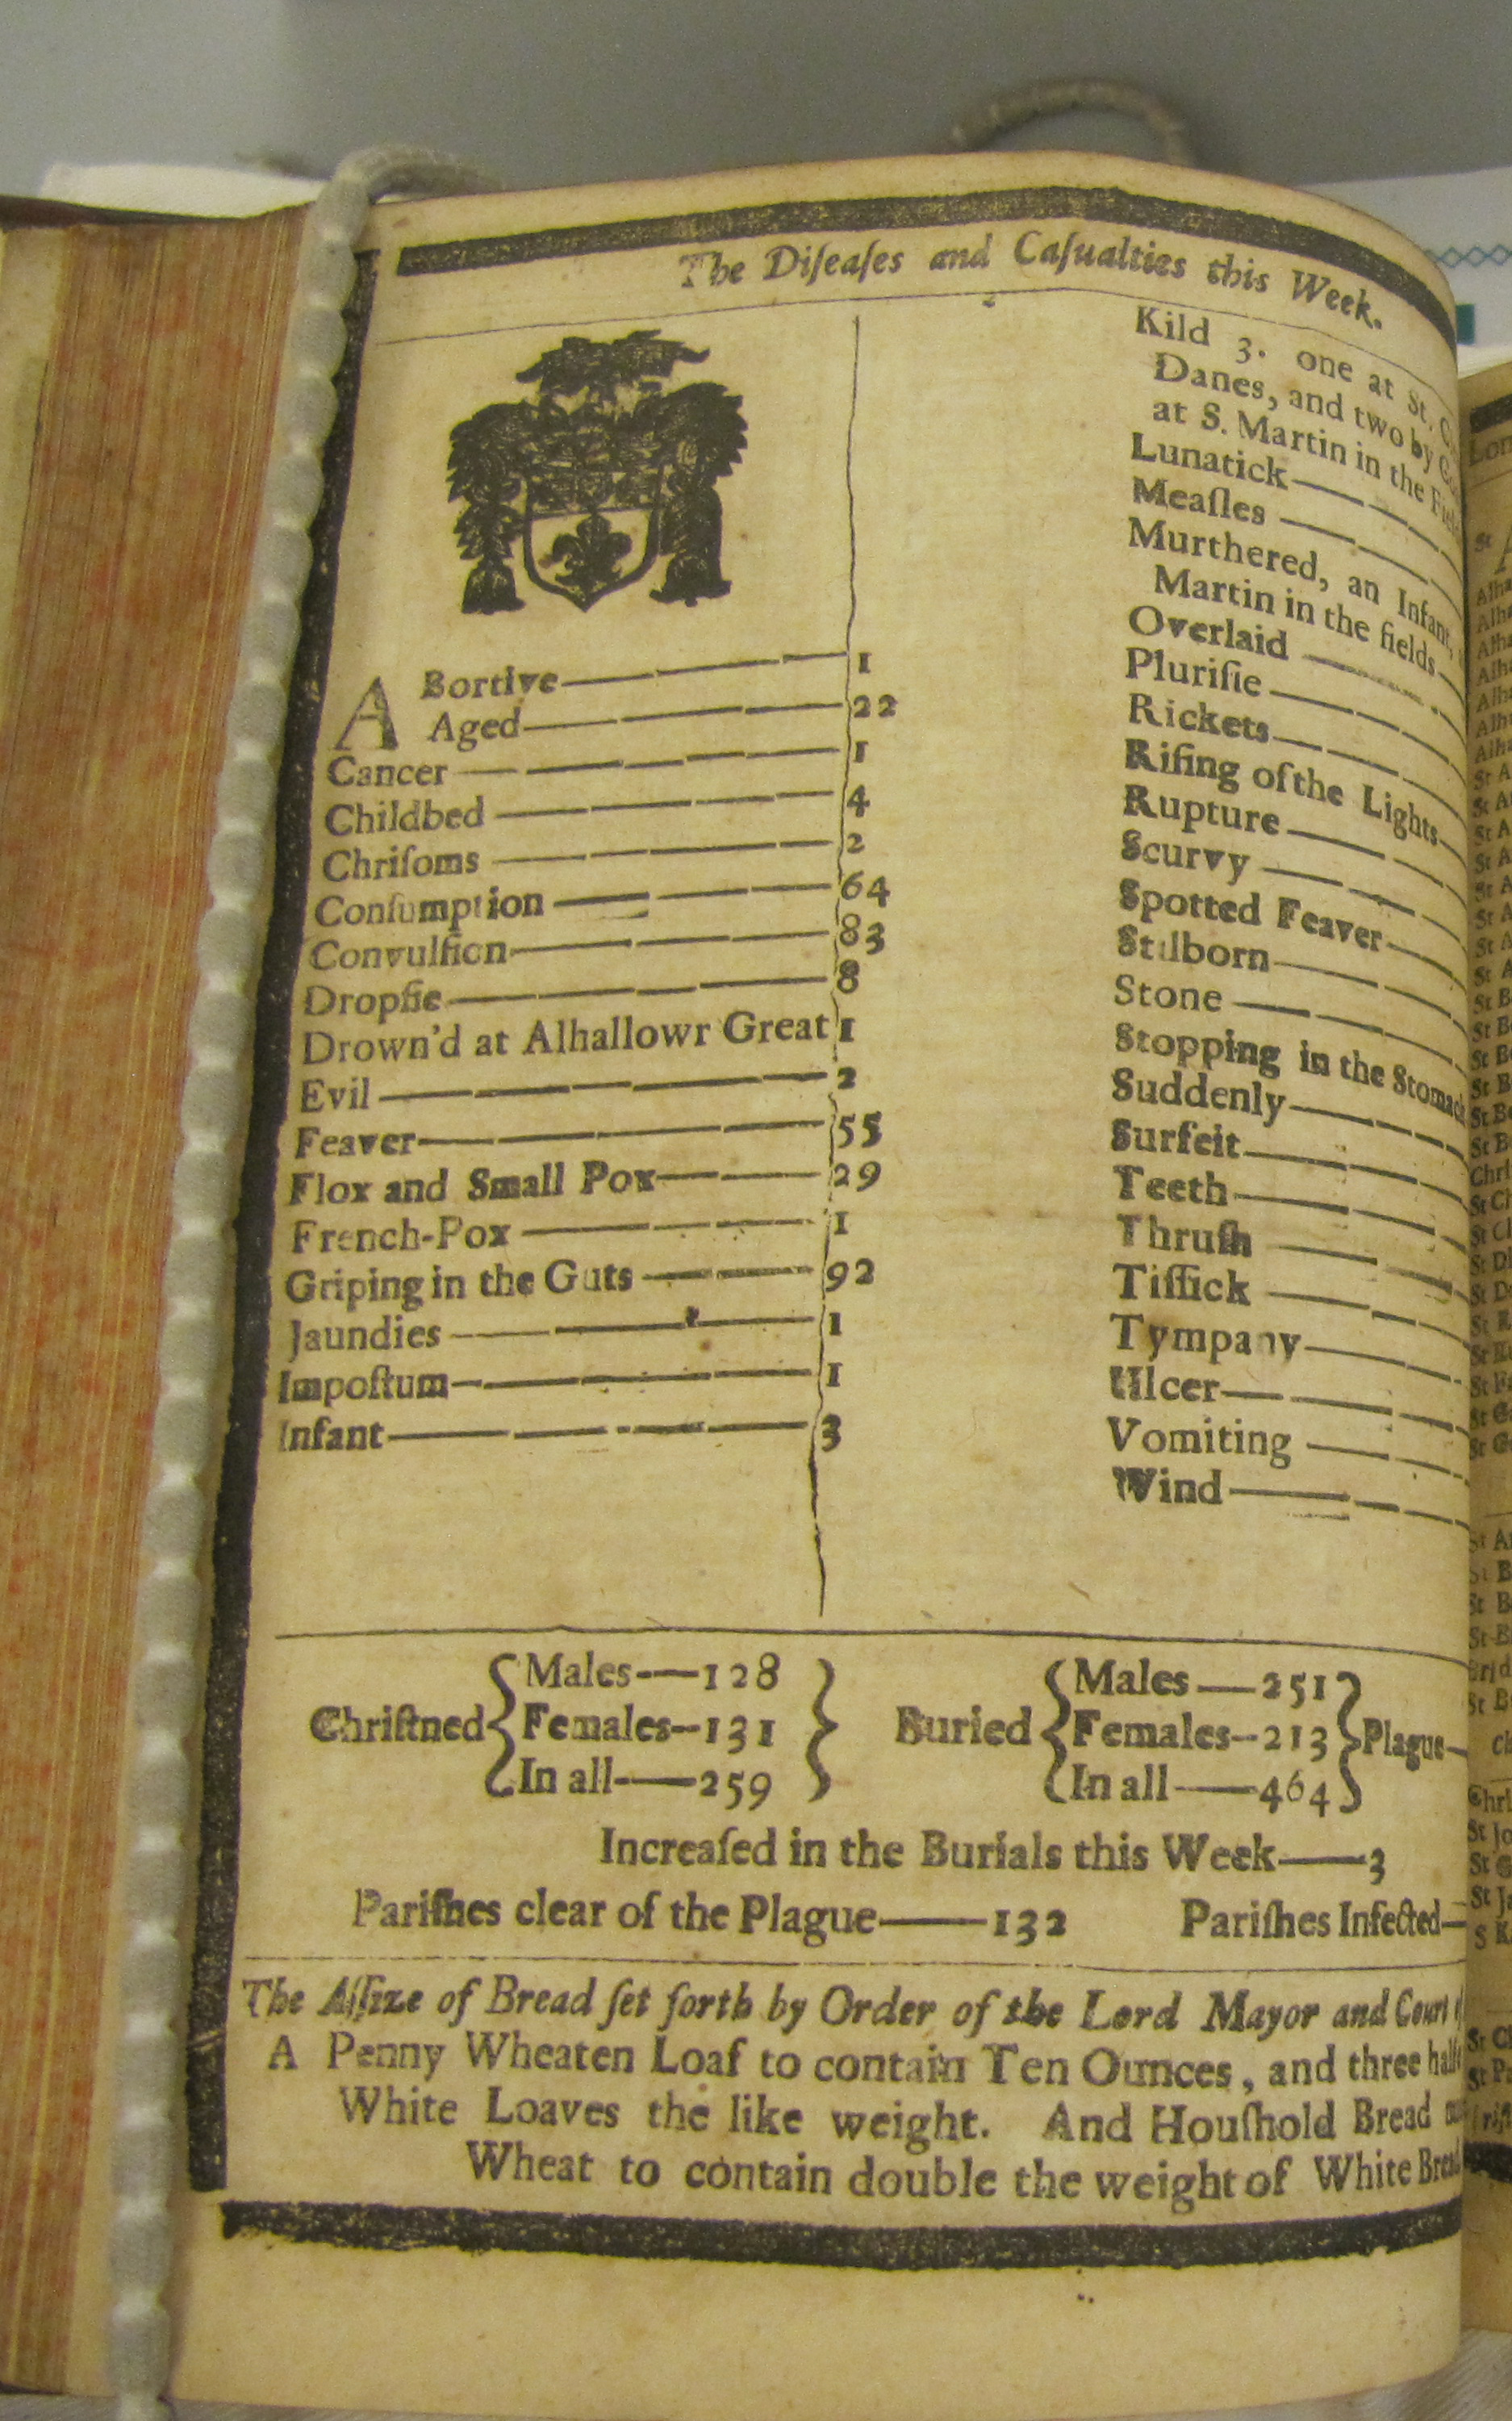 The Diſeaſes and Caſualties this Week.
ABortive 1
Aged 22
Cancer 1
Childbed 4
Chriſoms 2
Conſumption 64
Convulſion 83
Dropſie 8
Drown'd at Alhallowr Great 1
Evil 2
Feaver 55
Flox and Small Pox 29
French-Pox 1
Griping in the Guts 92
Jaundies 1
Impoſtum 1
Infant 3
Kild 3. one at St.
Danes, and two by
at S. Martin in the
Lunatick
Meaſles
Murthered, an Infant,
Martin in the fields
Overlaid
Pluriſie
Rickets
Riſing of the Lights
Rupture
Scurvy
Spotted Feaver
Stilborn
Stone
Stopping in the Stomach
Suddenly
Surfeit
Teeth
Thruſh
Tiſſick
Tympany
Ulcer
Vomiting
Wind
Chriſtned { Males—128
Females—131
In all—259 }
Buried { Males—251
Females—213
In all—464 } Plague
Increaſed in the Burials this Week—3
Pariſhes clear of the Plague—132 Pariſhes Infected—
The Aſſize of Bread ſet forth by Order of the Lord Mayor and Court
A Penny Wheaten Loaf to contain Ten Ounces, and three half
White Loaves the like weight. And Houſhold Bread
Wheat to contain double the weight of White Bread